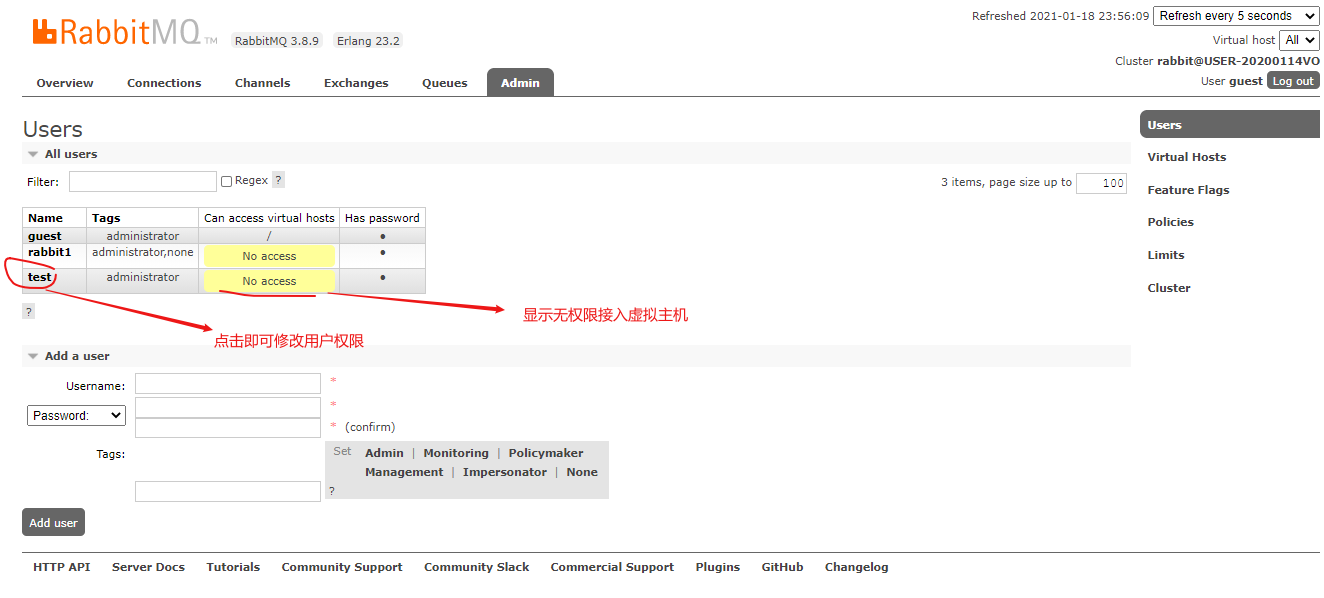 RabbitMQ TM RabbitMQ 3.8.9 Erlang 23.2
Refreshed 2021-01-18 23:56:09 Refresh every 5 seconds
Virtual host All
Cluster rabbit@USER-20200114VO
User guest Log out
Overview Connections Channels Exchanges Queues Admin
Users
All users
Filter: Regex ? 3 items, page size up to 100
Name Tags Can access virtual hosts Has password
guest administrator / •
rabbit1 administrator,none No access •
test administrator No access •
?
显示无权限接入虚拟主机
点击即可修改用户权限
Add a user
Username: *
Password: *
* (confirm)
Tags: Set Admin | Monitoring | Policymaker
Management | Impersonator | None
?
Add user
Users
Virtual Hosts
Feature Flags
Policies
Limits
Cluster
HTTP API Server Docs Tutorials Community Support Community Slack Commercial Support Plugins GitHub Changelog